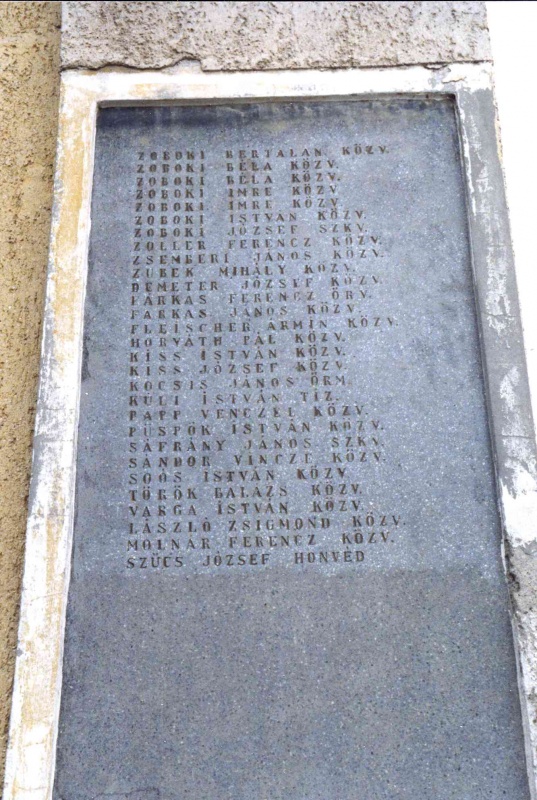 ZOBOKI BERTALAN KÖZV.
ZOBOKI BÉLA KÖZV.
ZOBOKI BÉLA KÖZV.
ZOBOKI IMRE KÖZV
ZOBOKI IMRE KÖZV.
ZOBOKI ISTVÁN KÖZV.
ZOBOKI JÓZSEF SZKV.
ZOLLER FERENCZ KÖZV.
ZSEMBERI JÁNOS KÖZV.
ZUBEK MIHÁLY KÖZV.
DEMETER JÓZSEF KÖZV.
FARKAS FERENCZ ÖRV.
FARKAS JÁNOS KÖZV.
FLEISCHER ÁRMIN KÖZV.
HORVÁTH PÁL KÖZV.
KISS ISTVÁN KÖZV.
KISS JÓZSEF KÖZV.
KOCSIS JÁNOS ŐRM.
KULI ISTVÁN TIZ.
PAPP VENCZEL KÖZV.
PÜSPÖK ISTVÁN KÖZV.
SÁFRÁNY JÁNOS SZKV.
SÁNDOR VINCZE KÖZV.
SOÓS ISTVÁN KÖZV
TÖRÖK BALÁZS KÖZV.
VARGA ISTVÁN KÖZV.
LÁSZLÓ ZSIGMOND KÖZV.
MOLNÁR FERENCZ KÖZV.
SZŰCS JÓZSEF HONVÉD